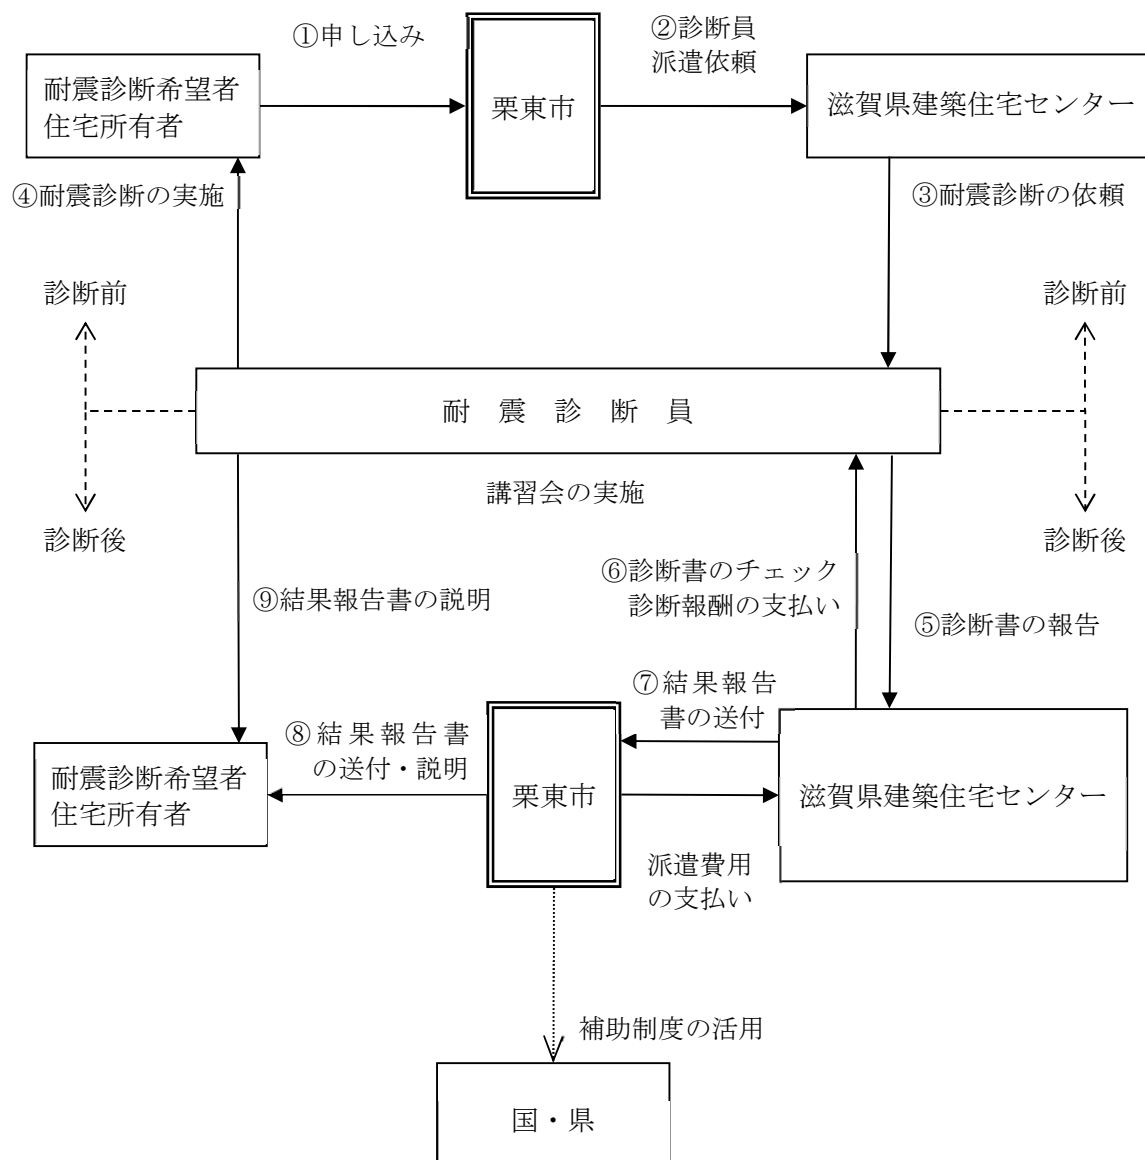 ①申し込み
②診断員
派遣依頼
耐震診断希望者
住宅所有者
栗東市
滋賀県建築住宅センター
④耐震診断の実施
③耐震診断の依頼
診断前
診断前
耐震診断員
講習会の実施
診断後
診断後
⑥診断書のチェック
診断報酬の支払い
⑨結果報告書の説明
⑤診断書の報告
⑦結果報告
書の送付
⑧結果報告書
の送付・説明
耐震診断希望者
住宅所有者
栗東市
滋賀県建築住宅センター
派遣費用
の支払い
補助制度の活用
国・県